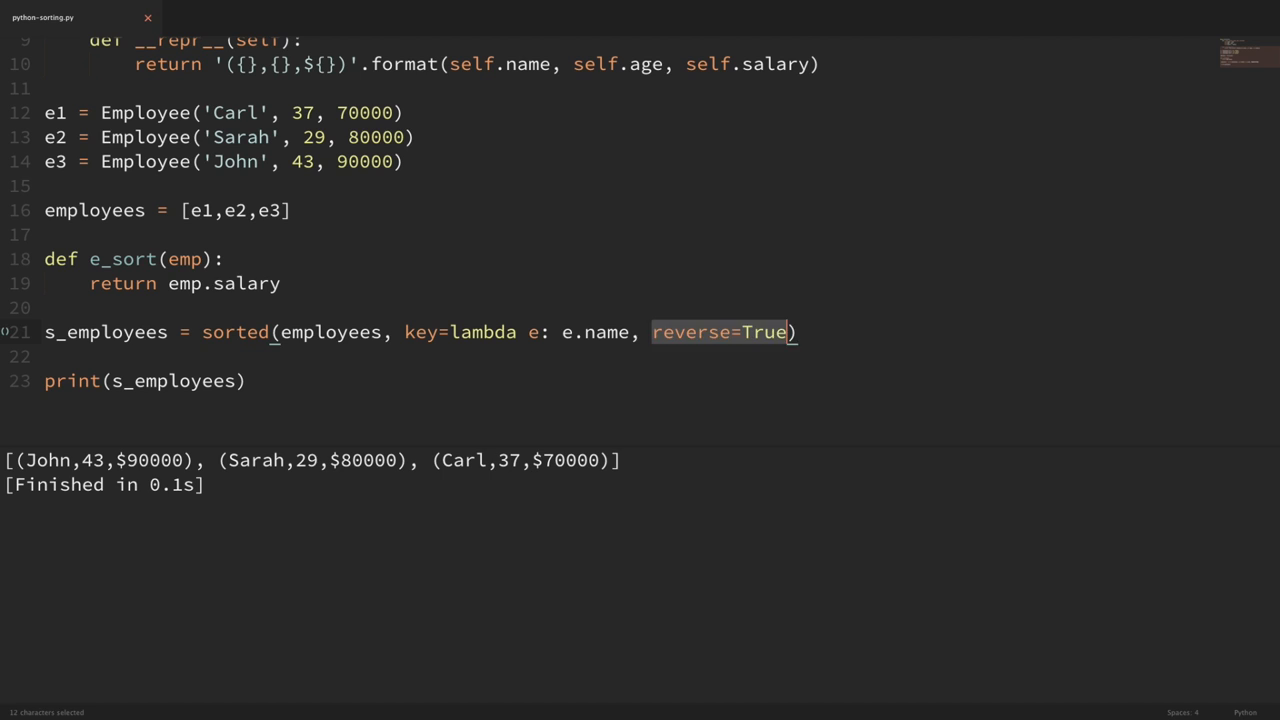 python-sorting.py ×
9     def __repr__(self):
10         return '({},{},${})'.format(self.name, self.age, self.salary)
11
12 e1 = Employee('Carl', 37, 70000)
13 e2 = Employee('Sarah', 29, 80000)
14 e3 = Employee('John', 43, 90000)
15
16 employees = [e1,e2,e3]
17
18 def e_sort(emp):
19     return emp.salary
20
21 s_employees = sorted(employees, key=lambda e: e.name, reverse=True)
22
23 print(s_employees)
[(John,43,$90000), (Sarah,29,$80000), (Carl,37,$70000)]
[Finished in 0.1s]
12 characters selected Spaces: 4 Python